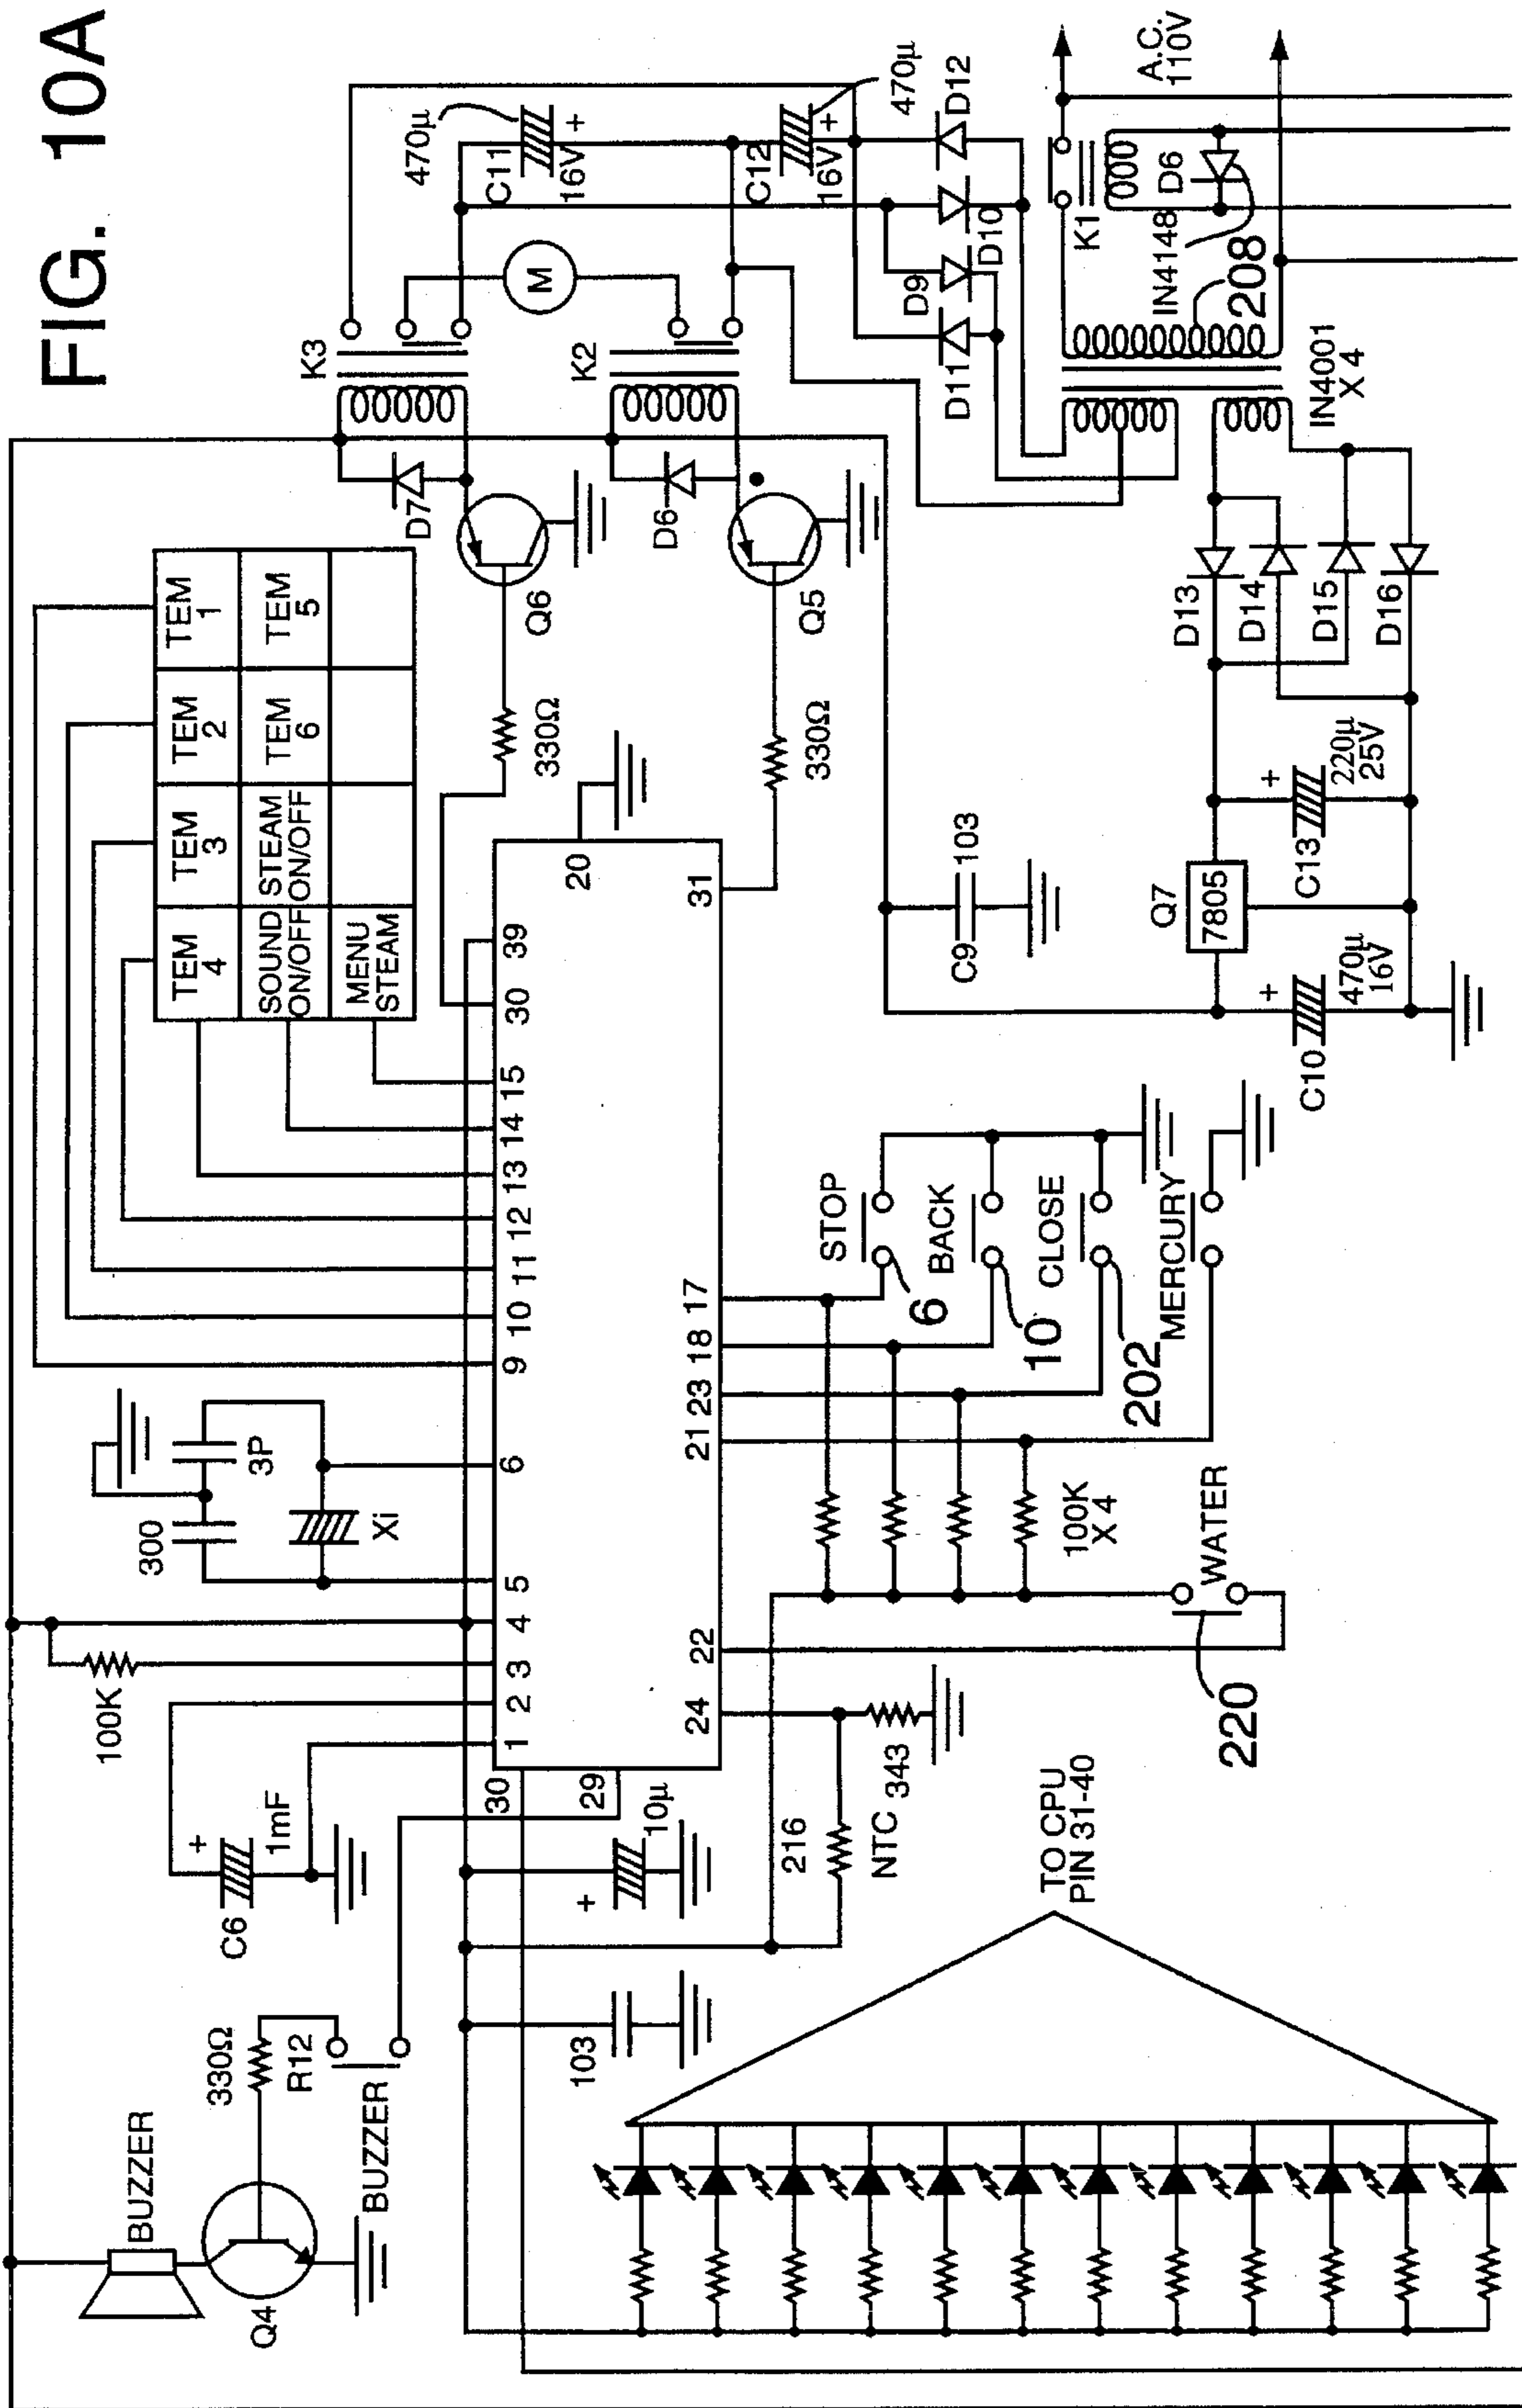 FIG. 10A
BUZZER
Q4
330Ω
R12
BUZZER
C6
+
1mF
100K
300
3P
Xi
TEM
4
TEM
3
TEM
2
TEM
1
SOUND
ON/OFF
STEAM
ON/OFF
TEM
6
TEM
5
MENU
STEAM
1
2
3
4
5
6
9
10
11
12
13
14
15
30
39
20
31
30
29
24
22
21
23
18
17
103
+
10µ
216
NTC
343
330Ω
Q6
D7
K3
330Ω
Q5
D6
K2
M
470µ
C11
16V
+
C12
16V
+
470µ
D11
D9
D10
D12
K1
A.C.
110V
IN4148
D6
208
IN4001
X 4
STOP
6
BACK
10
CLOSE
202
MERCURY
100K
X 4
WATER
220
C9
103
Q7
7805
C10
+
470µ
16V
C13
+
220µ
25V
D13
D14
D15
D16
TO CPU
PIN 31-40